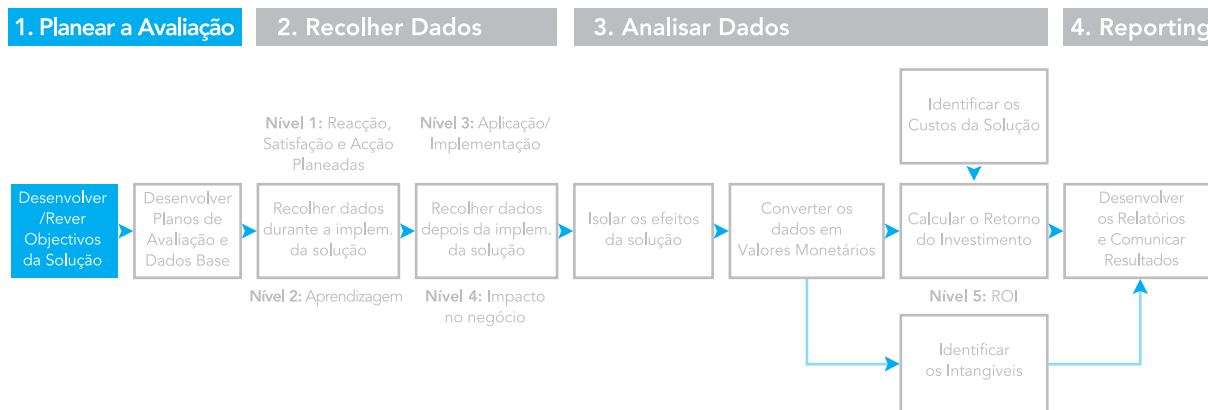 1. Planear a Avaliação
2. Recolher Dados
3. Analisar Dados
4. Reporting
Identificar os
Custos da Solução
Nível 1: Reacção,
Satisfação e Acção
Planeadas
Nível 3: Aplicação/
Implementação
Desenvolver
/Rever
Objectivos
da Solução
Desenvolver
Planos de
Avaliação e
Dados Base
Recolher dados
durante a implem.
da solução
Recolher dados
depois da implem.
da solução
Isolar os efeitos
da solução
Converter os
dados em
Valores Monetários
Calcular o Retorno
do Investimento
Desenvolver
os Relatórios
e Comunicar
Resultados
Nível 2: Aprendizagem
Nível 4: Impacto
no negócio
Nível 5: ROI
Identificar
os Intangíveis